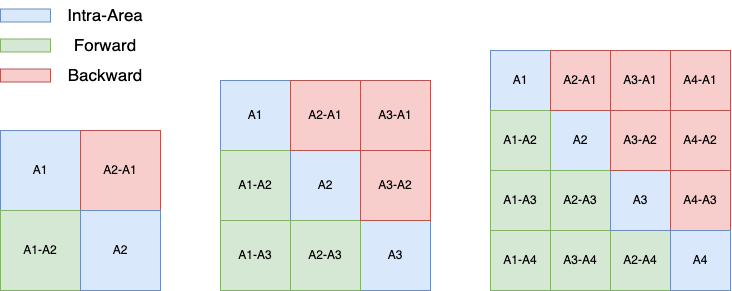 Intra-Area
Forward
Backward
A1 A2-A1
A1-A2 A2
A1 A2-A1 A3-A1
A1-A2 A2 A3-A2
A1-A3 A2-A3 A3
A1 A2-A1 A3-A1 A4-A1
A1-A2 A2 A3-A2 A4-A2
A1-A3 A2-A3 A3 A4-A3
A1-A4 A3-A4 A2-A4 A4